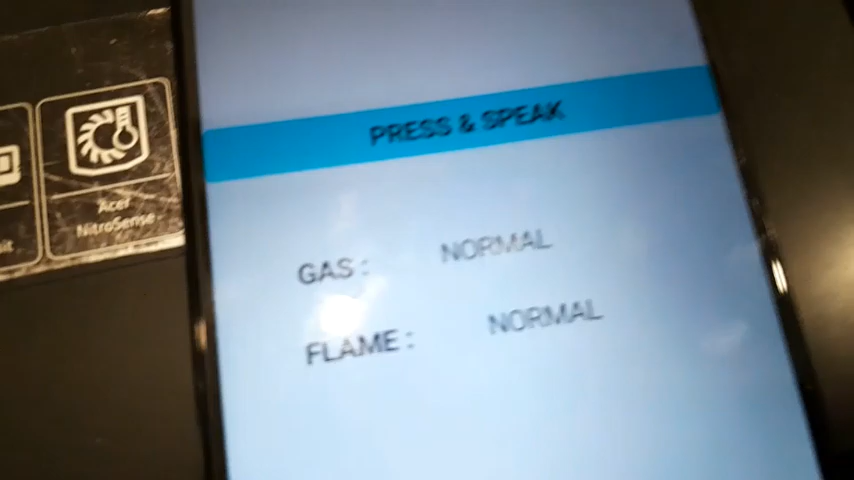 PRESS & SPEAK
Acer
NitroSense
GAS : NORMAL
FLAME : NORMAL